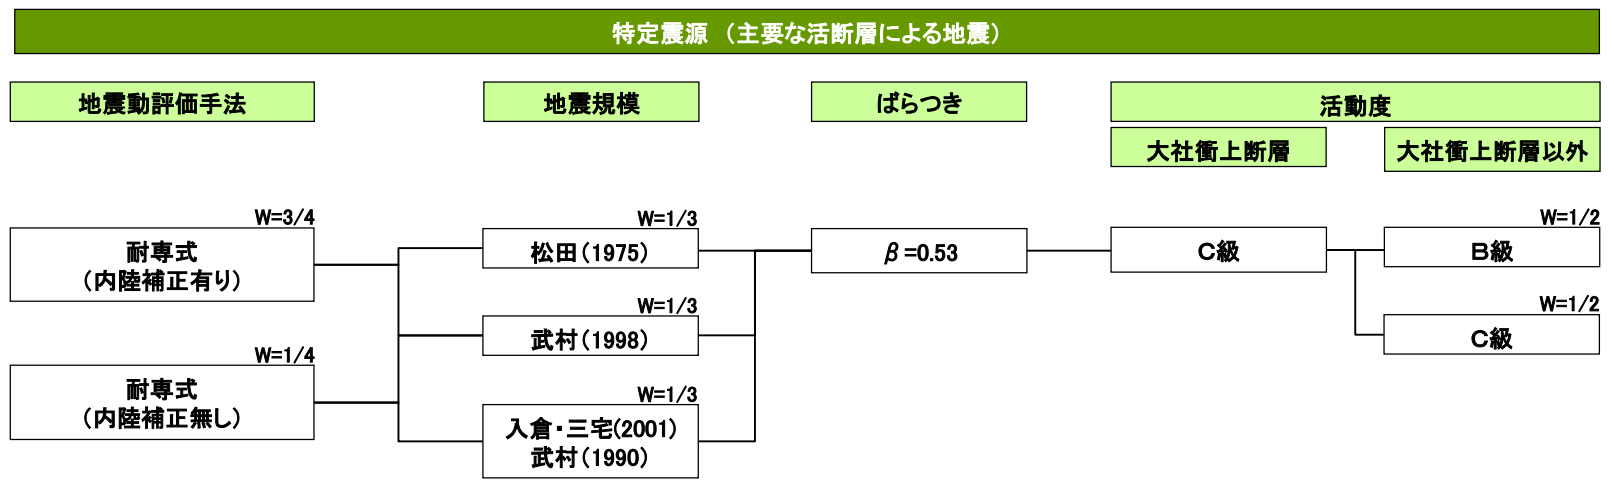 特定震源 （主要な活断層による地震）
地震動評価手法
地震規模
ばらつき
活動度
大社衝上断層
大社衝上断層以外
W=3/4
耐専式
（内陸補正有り）
W=1/4
耐専式
（内陸補正無し）
W=1/3
松田（1975）
W=1/3
武村（1998）
W=1/3
入倉・三宅(2001)
武村（1990）
β=0.53
C級
W=1/2
B級
W=1/2
C級